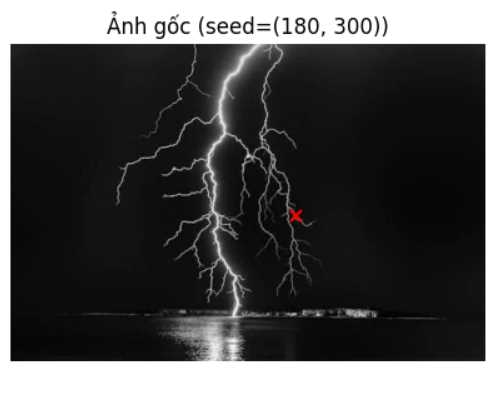 Ảnh gốc (seed=(180, 300))